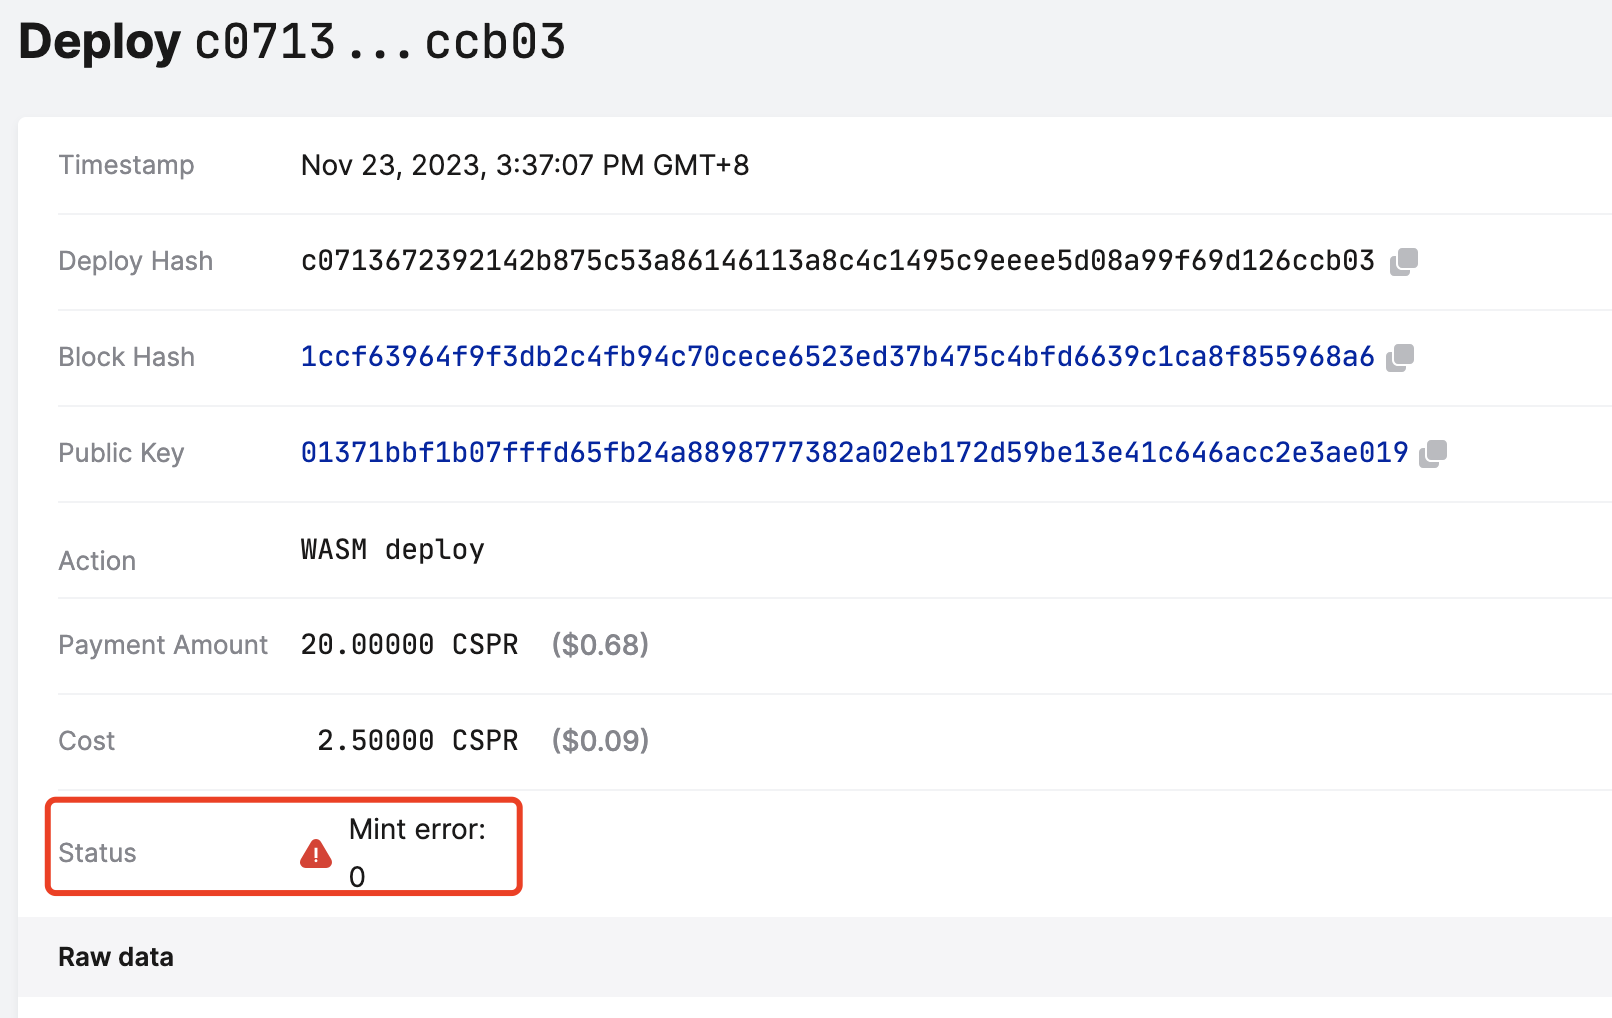 Deploy c0713...ccb03
Timestamp Nov 23, 2023, 3:37:07 PM GMT+8
Deploy Hash c0713672392142b875c53a86146113a8c4c1495c9eeee5d08a99f69d126ccb03
Block Hash 1ccf63964f9f3db2c4fb94c70cece6523ed37b475c4bfd6639c1ca8f855968a6
Public Key 01371bbf1b07fffd65fb24a8898777382a02eb172d59be13e41c646acc2e3ae019
Action WASM deploy
Payment Amount 20.00000 CSPR ($0.68)
Cost 2.50000 CSPR ($0.09)
Status Mint error:
0
Raw data